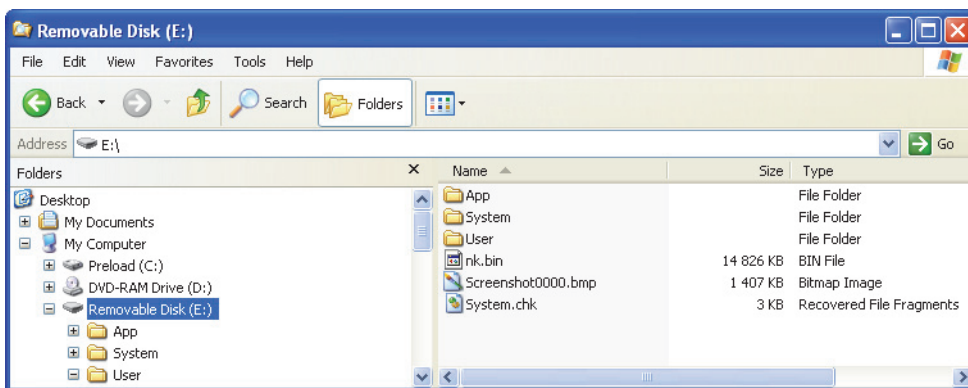 Removable Disk (E:)
File Edit View Favorites Tools Help
Back Search Folders
Address E:\ Go
Folders
Desktop
My Documents
My Computer
Preload (C:)
DVD-RAM Drive (D:)
Removable Disk (E:)
App
System
User
Name Size Type
App File Folder
System File Folder
User File Folder
nk.bin 14 826 KB BIN File
Screenshot0000.bmp 1 407 KB Bitmap Image
System.chk 3 KB Recovered File Fragments